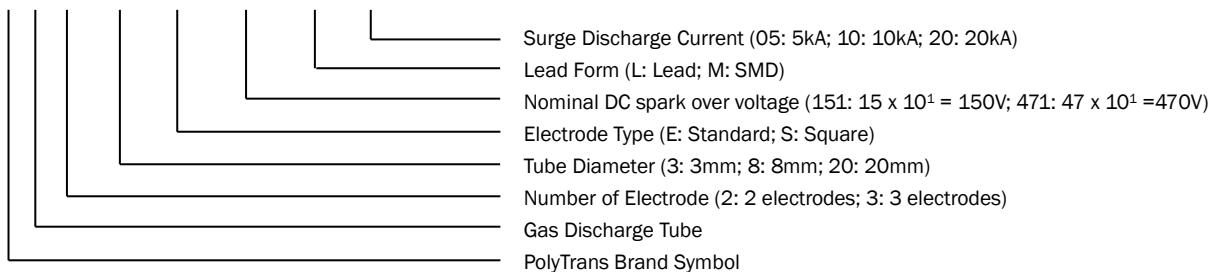 Surge Discharge Current (05: 5kA; 10: 10kA; 20: 20kA)
Lead Form (L: Lead; M: SMD)
Nominal DC spark over voltage (151: 15 x 10¹ = 150V; 471: 47 x 10¹ =470V)
Electrode Type (E: Standard; S: Square)
Tube Diameter (3: 3mm; 8: 8mm; 20: 20mm)
Number of Electrode (2: 2 electrodes; 3: 3 electrodes)
Gas Discharge Tube
PolyTrans Brand Symbol